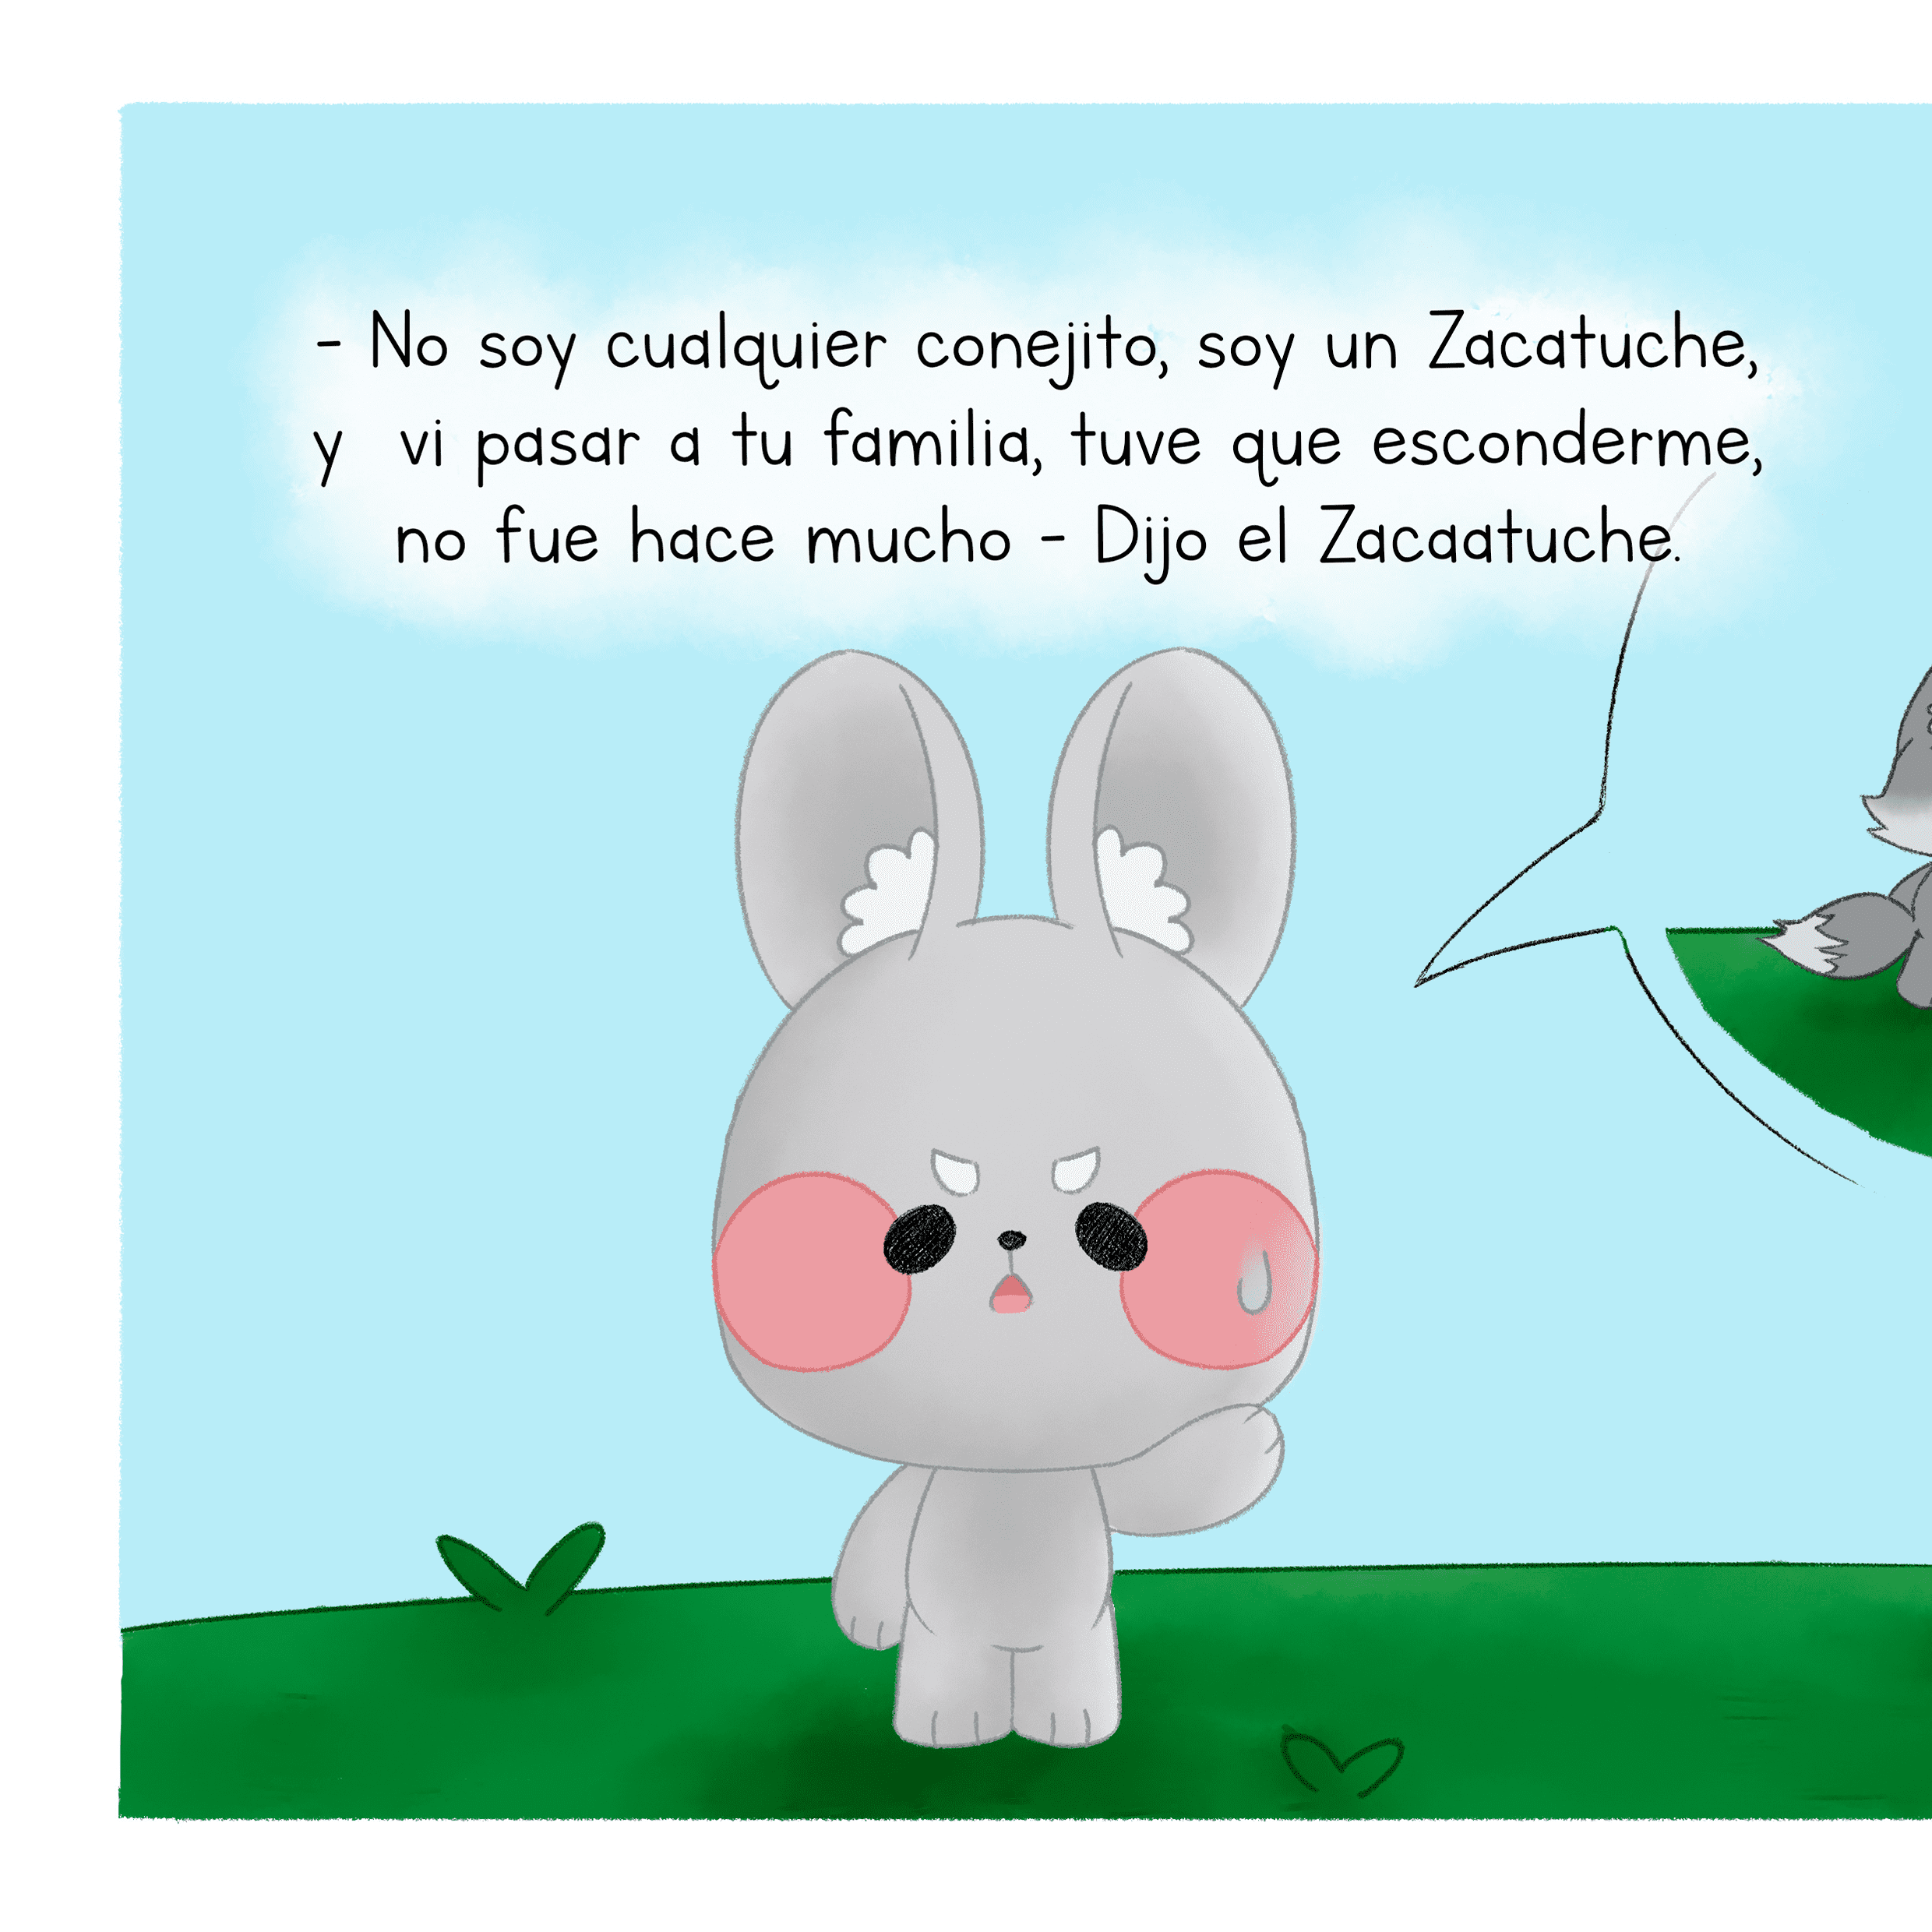 - No soy cualquier conejito, soy un Zacatuche,
y vi pasar a tu familia, tuve que esconderme,
no fue hace mucho - Dijo el Zacaatuche.